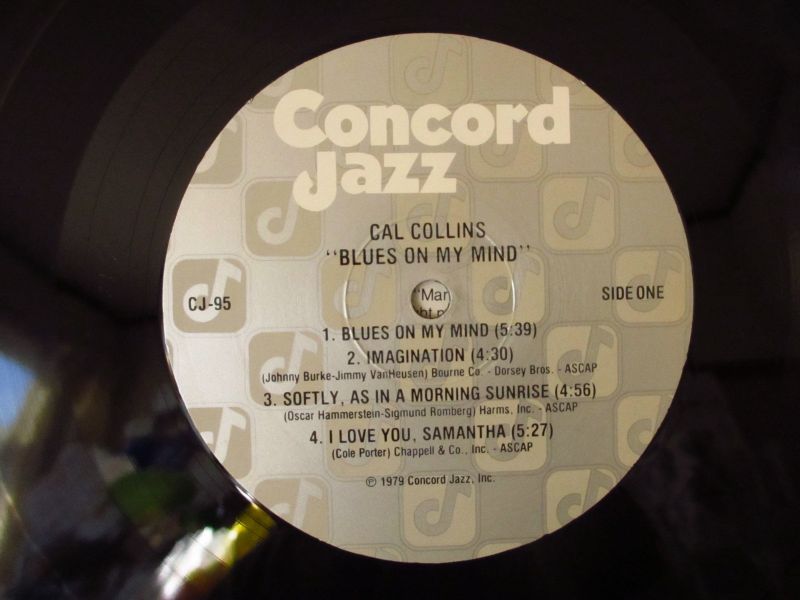 Concord
Jazz
CAL COLLINS
"BLUES ON MY MIND"
CJ-95
SIDE ONE
"Mar
ht
1. BLUES ON MY MIND (5:39)
2. IMAGINATION (4:30)
(Johnny Burke-Jimmy VanHeusen) Bourne Co. - Dorsey Bros. - ASCAP
3. SOFTLY, AS IN A MORNING SUNRISE (4:56)
(Oscar Hammerstein-Sigmund Romberg) Harms, Inc. - ASCAP
4. I LOVE YOU, SAMANTHA (5:27)
(Cole Porter) Chappell & Co., Inc. - ASCAP
℗ 1979 Concord Jazz, Inc.